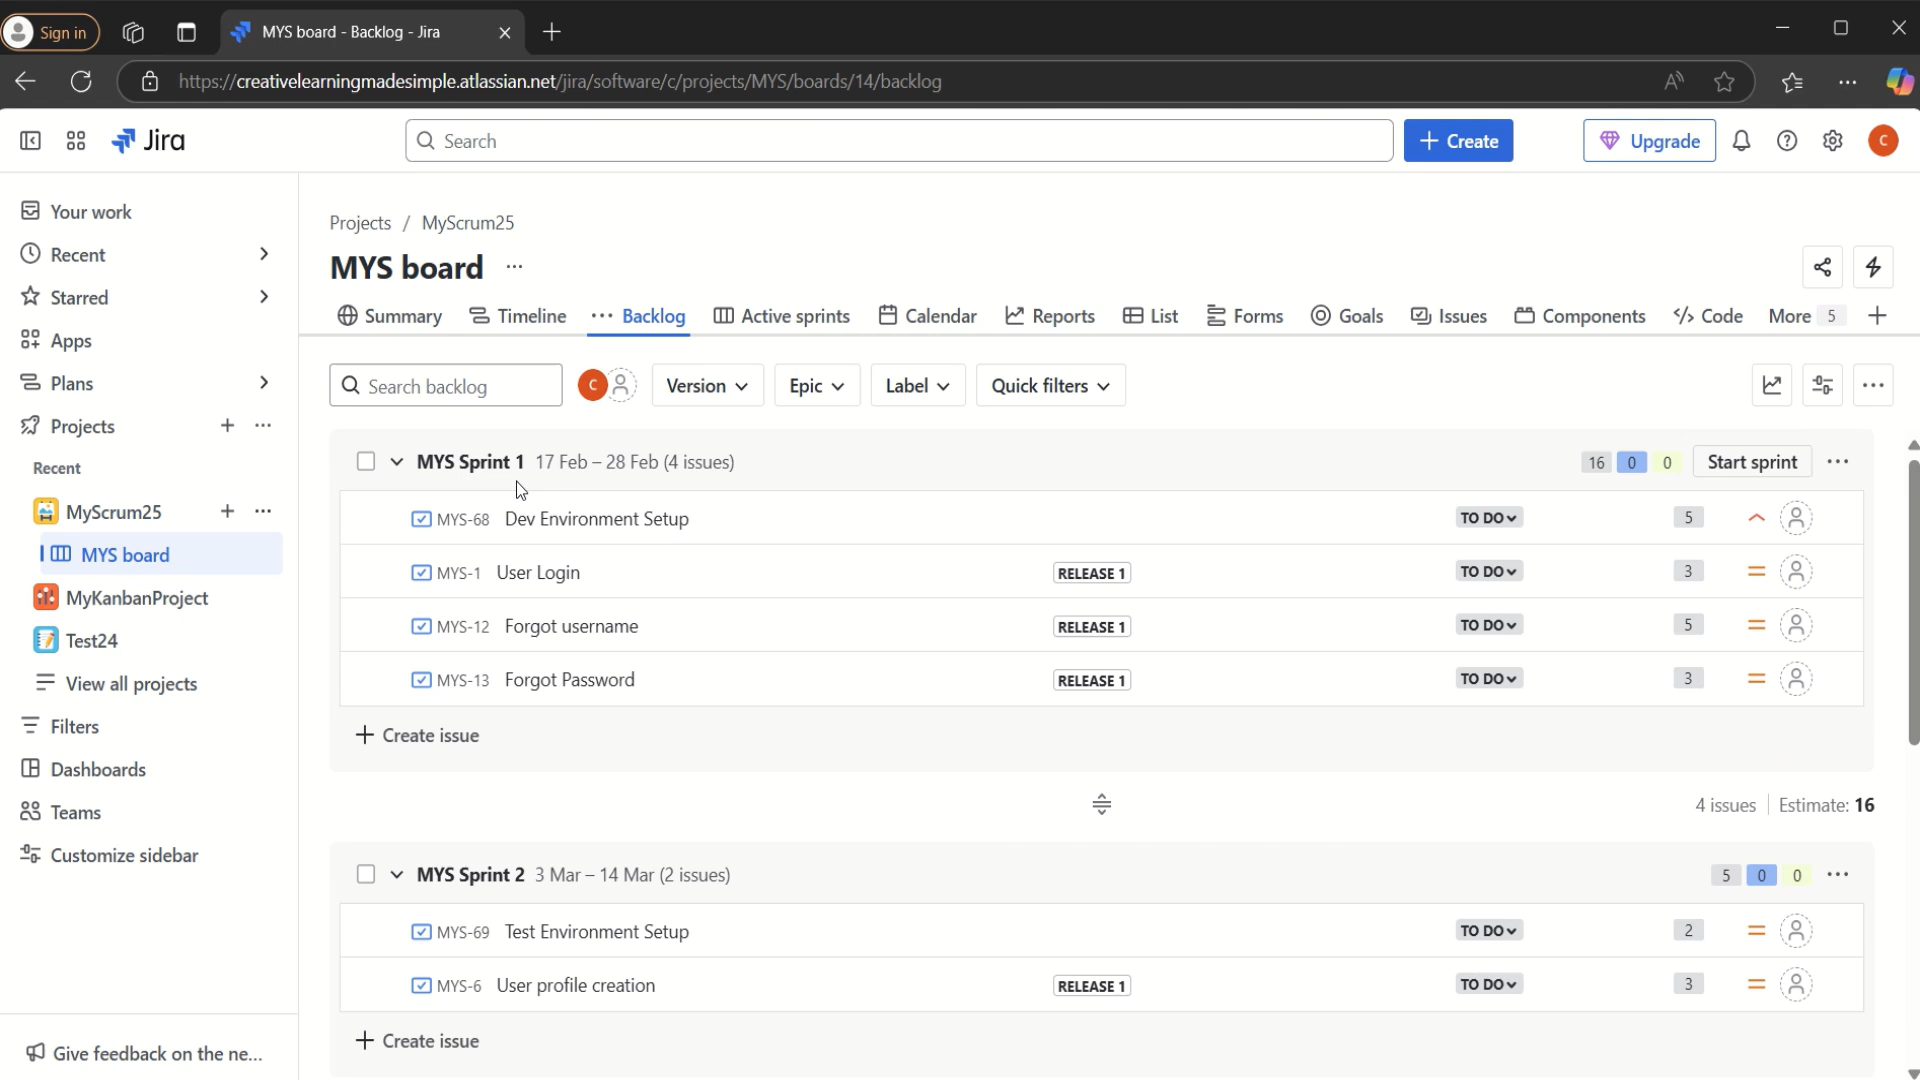 Sign in
MYS board - Backlog - Jira
https://creativelearningmadesimple.atlassian.net/jira/software/c/projects/MYS/boards/14/backlog
Jira
Search
+ Create
Upgrade
C
Your work
Recent
Starred
Apps
Plans
Projects
Recent
MyScrum25
MYS board
MyKanbanProject
Test24
View all projects
Filters
Dashboards
Teams
Customize sidebar
Give feedback on the ne...
Projects / MyScrum25
MYS board
Summary Timeline Backlog Active sprints Calendar Reports List Forms Goals Issues Components Code More 5
Search backlog C Version Epic Label Quick filters
MYS Sprint 1 17 Feb – 28 Feb (4 issues) 16 0 0 Start sprint
MYS-68 Dev Environment Setup TO DO 5
MYS-1 User Login RELEASE 1 TO DO 3
MYS-12 Forgot username RELEASE 1 TO DO 5
MYS-13 Forgot Password RELEASE 1 TO DO 3
+ Create issue
4 issues Estimate: 16
MYS Sprint 2 3 Mar – 14 Mar (2 issues) 5 0 0
MYS-69 Test Environment Setup TO DO 2
MYS-6 User profile creation RELEASE 1 TO DO 3
+ Create issue